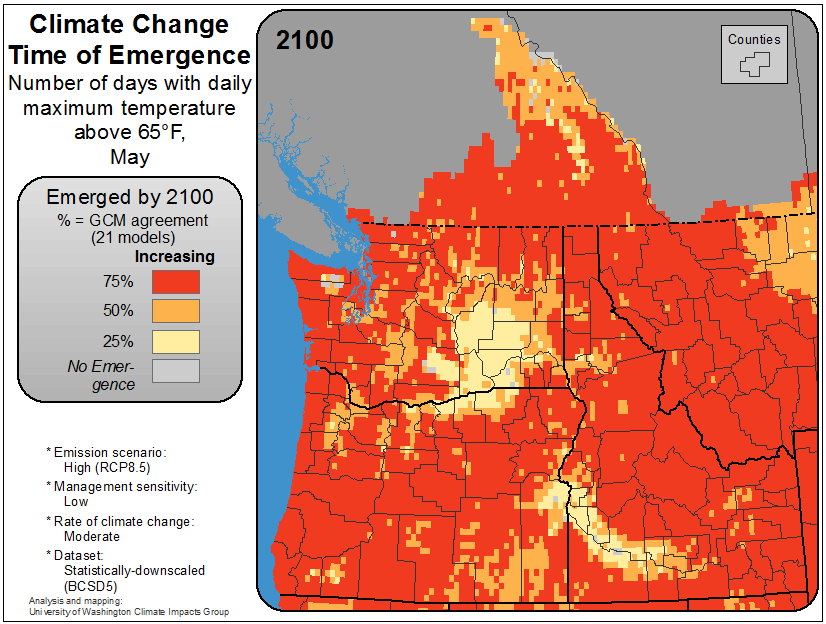 Climate Change
Time of Emergence
Number of days with daily
maximum temperature
above 65°F,
May
2100
Counties
Emerged by 2100
% = GCM agreement
(21 models)
Increasing
75%
50%
25%
No Emer-
gence
* Emission scenario:
High (RCP8.5)
* Management sensitivity:
Low
* Rate of climate change:
Moderate
* Dataset:
Statistically-downscaled
(BCSD5)
Analysis and mapping:
University of Washington Climate Impacts Group